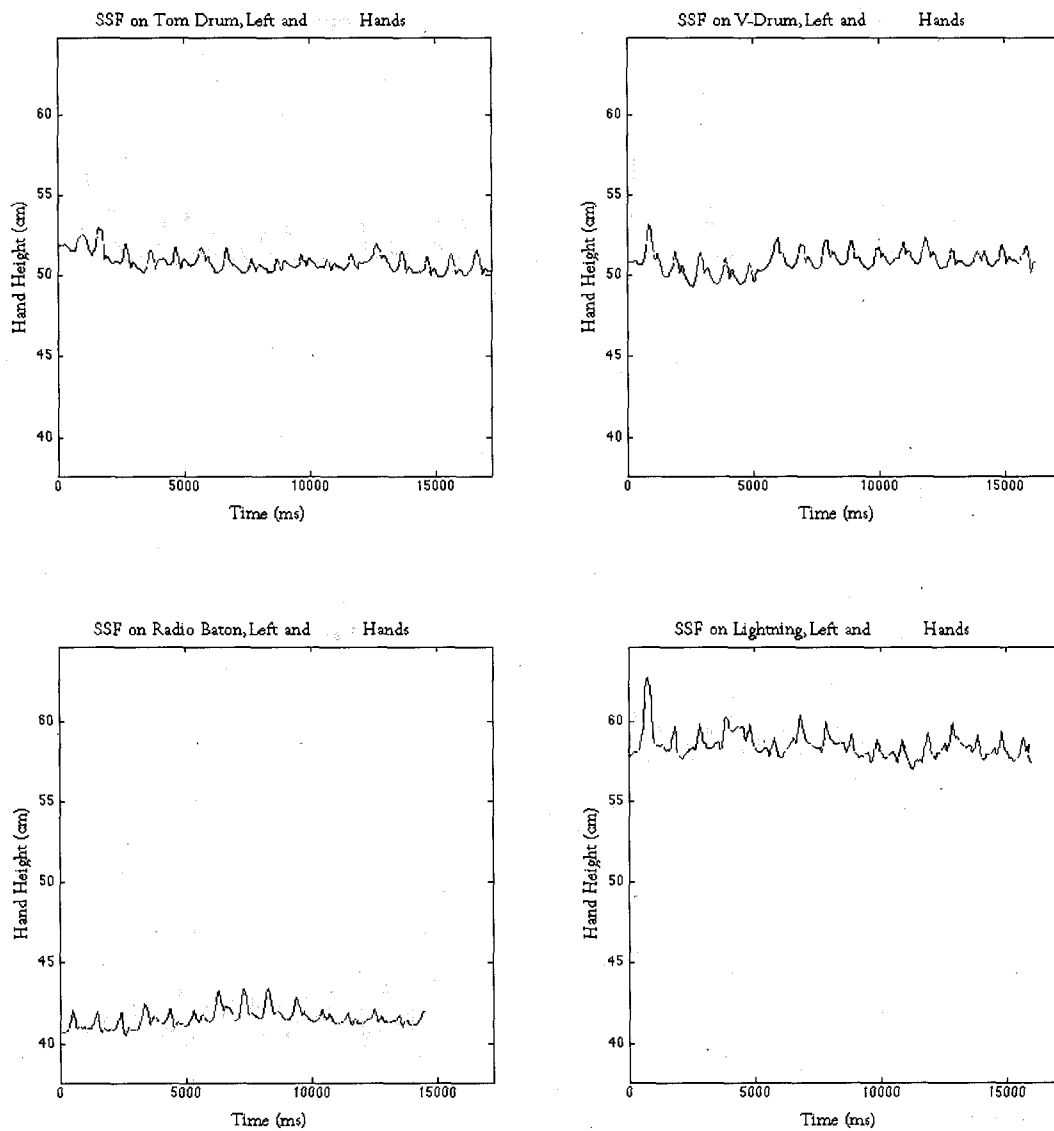 SSF on Tom Drum, Left and Hands
60
55
50
45
40
Hand Height (cm)
0 5000 10000 15000
Time (ms)
SSF on V-Drum, Left and Hands
60
55
50
45
40
Hand Height (cm)
0 5000 10000 15000
Time (ms)
SSF on Radio Baton, Left and Hands
60
55
50
45
40
Hand Height (cm)
0 5000 10000 15000
Time (ms)
SSF on Lightning, Left and Hands
60
55
50
45
40
Hand Height (cm)
0 5000 10000 15000
Time (ms)